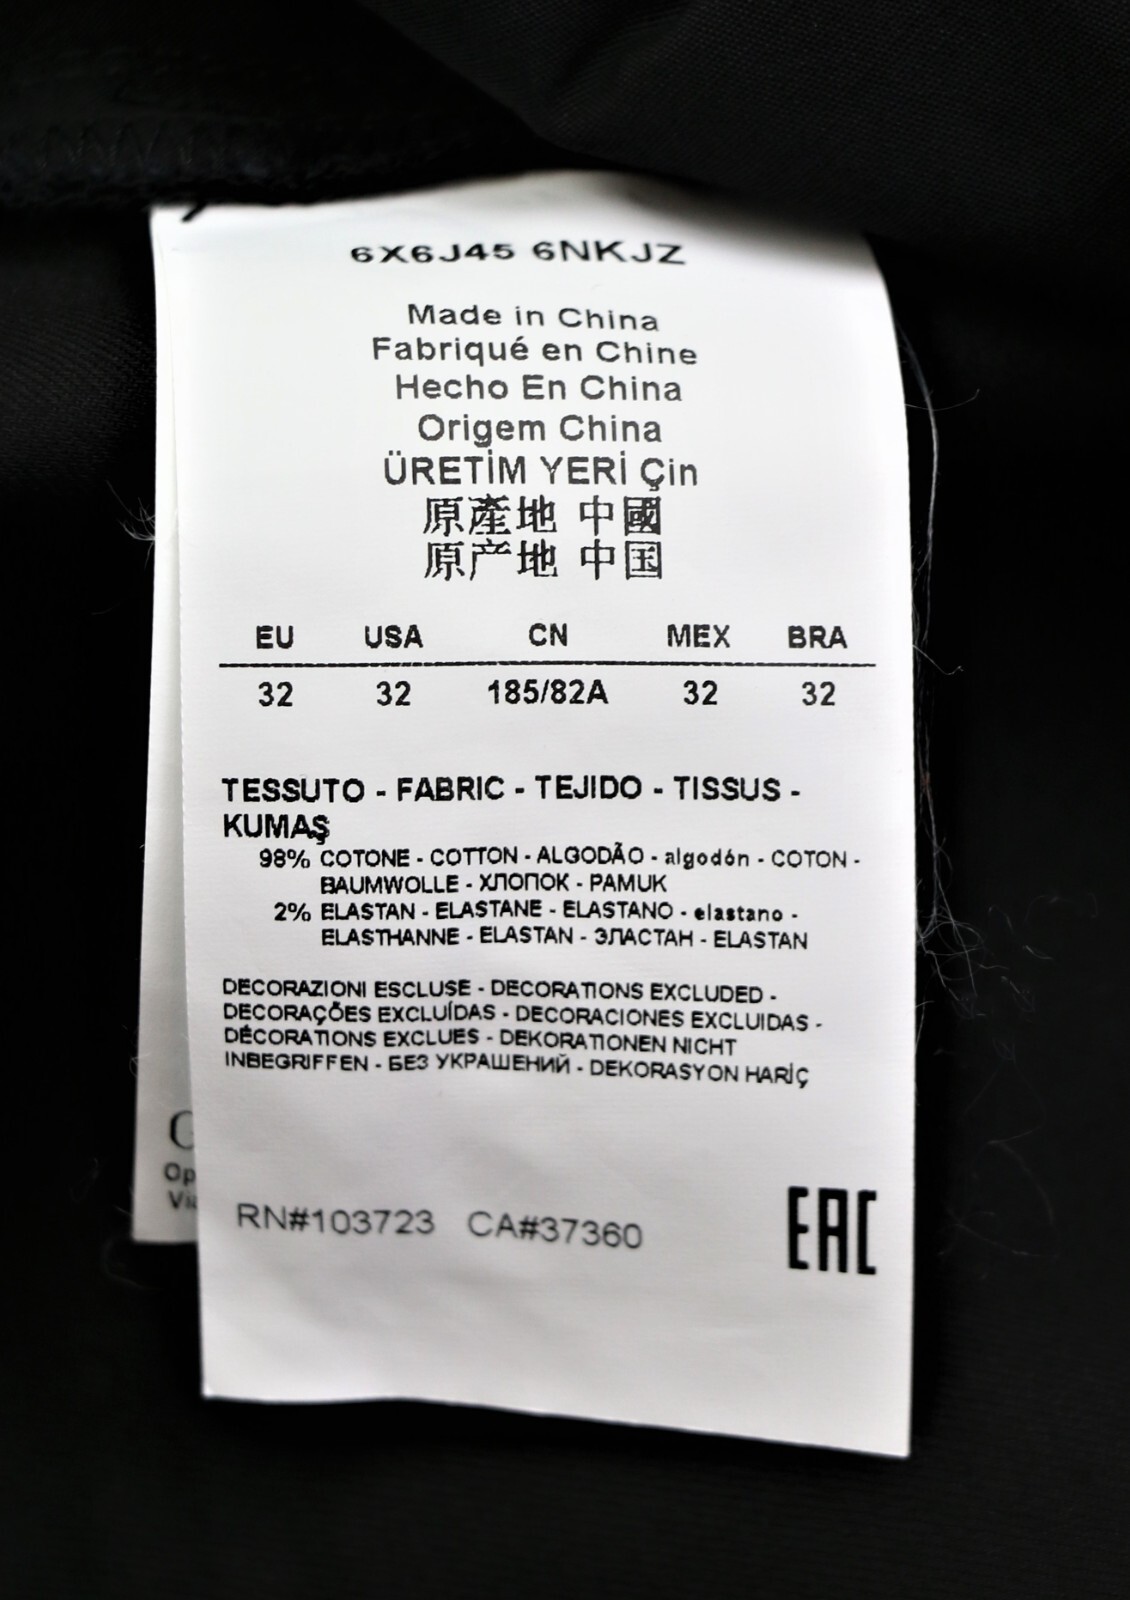 6X6J45 6NKJZ
Made in China
Fabriqué en Chine
Hecho En China
Origem China
ÜRETİM YERİ Çin
原產地 中國
原产地 中国
EU USA CN MEX BRA
32 32 185/82A 32 32
TESSUTO - FABRIC - TEJIDO - TISSUS -
KUMAŞ
98% COTONE - COTTON - ALGODÃO - algodón - COTON -
BAUMWOLLE - ХЛОПОК - PAMUK
2% ELASTAN - ELASTANE - ELASTANO - elastano -
ELASTHANNE - ELASTAN - ЭЛАСТАН - ELASTAN
DECORAZIONI ESCLUSE - DECORATIONS EXCLUDED -
DECORAÇÕES EXCLUÍDAS - DECORACIONES EXCLUIDAS -
DÉCORATIONS EXCLUES - DEKORATIONEN NICHT
INBEGRIFFEN - БЕЗ УКРАШЕНИЙ - DEKORASYON HARİÇ
RN#103723 CA#37360
EAC